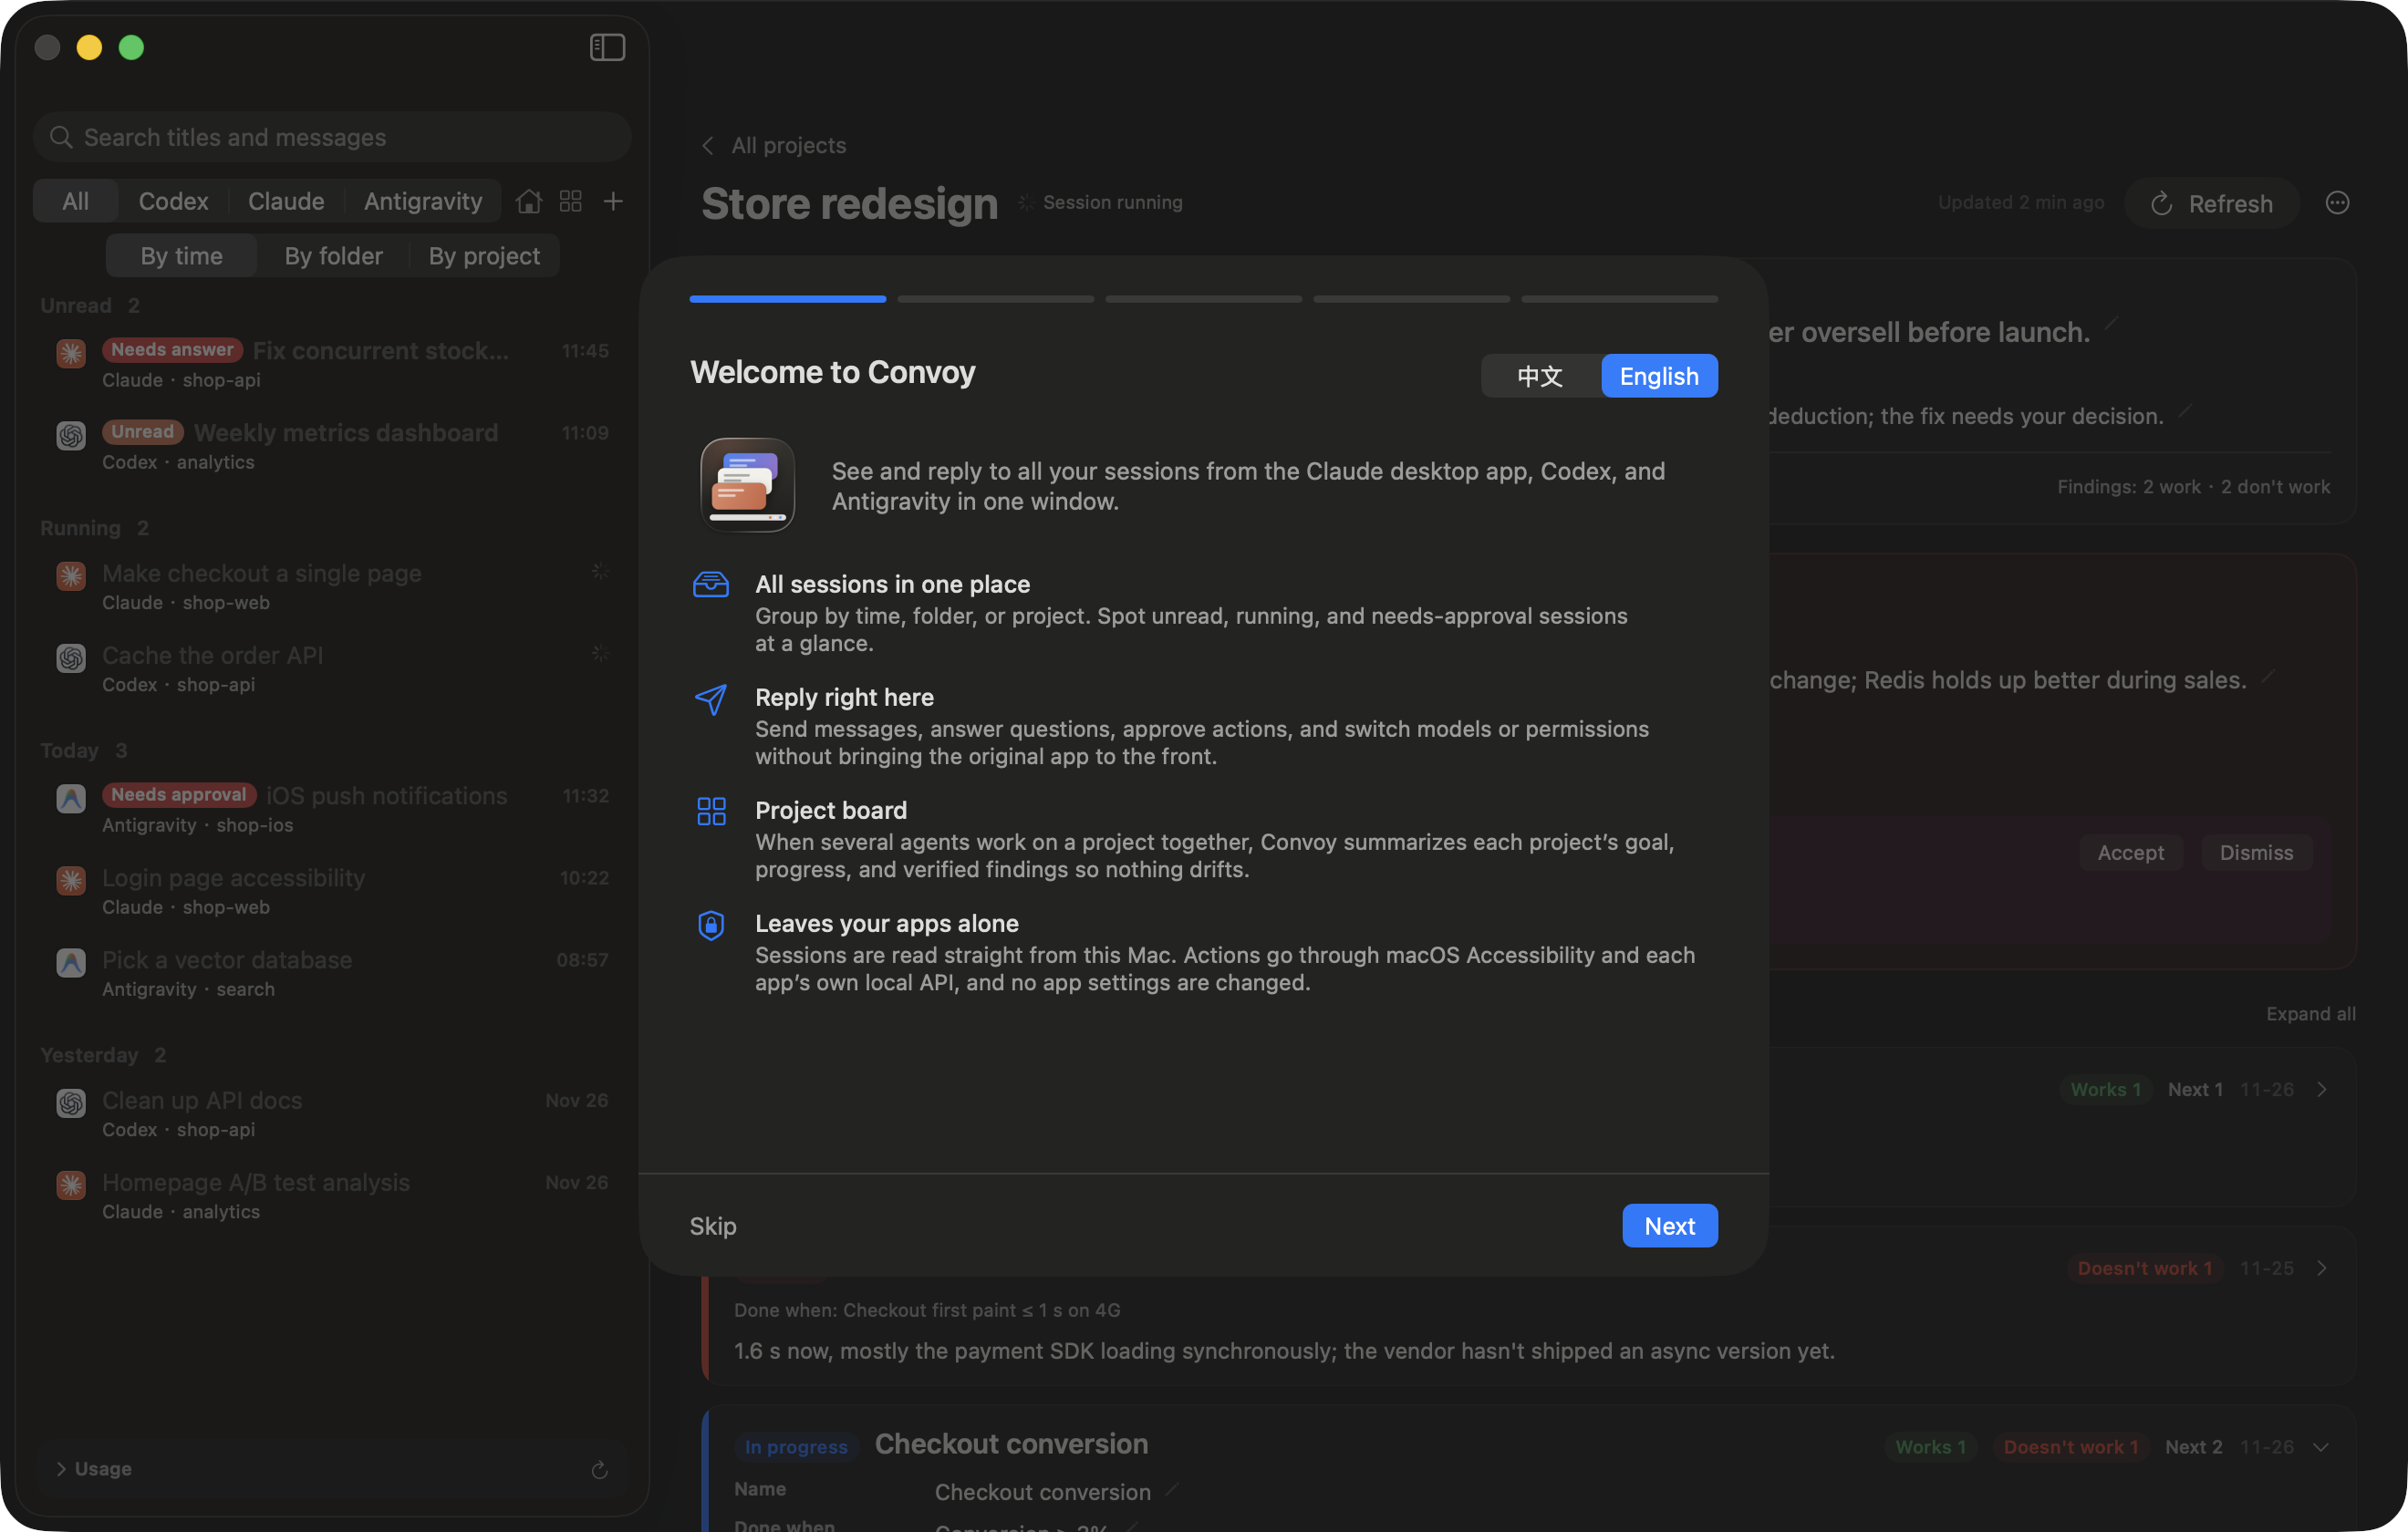 Search titles and messages
All Codex Claude Antigravity
By time By folder By project
Unread 2
Needs answer Fix concurrent stock... 11:45
Claude · shop-api
Unread Weekly metrics dashboard 11:09
Codex · analytics
Running 2
Make checkout a single page
Claude · shop-web
Cache the order API
Codex · shop-api
Today 3
Needs approval iOS push notifications 11:32
Antigravity · shop-ios
Login page accessibility 10:22
Claude · shop-web
Pick a vector database 08:57
Antigravity · search
Yesterday 2
Clean up API docs Nov 26
Codex · shop-api
Homepage A/B test analysis Nov 26
Claude · analytics
Usage
All projects
Store redesign Session running Updated 2 min ago Refresh
er oversell before launch.
deduction; the fix needs your decision.
Findings: 2 work · 2 don't work
change; Redis holds up better during sales.
Accept Dismiss
Expand all
Works 1 Next 1 11-26
Doesn't work 1 11-25
Done when: Checkout first paint ≤ 1 s on 4G
1.6 s now, mostly the payment SDK loading synchronously; the vendor hasn't shipped an async version yet.
In progress Checkout conversion Works 1 Doesn't work 1 Next 2 11-26
Name Checkout conversion
Done when
Welcome to Convoy
中文 English
See and reply to all your sessions from the Claude desktop app, Codex, and
Antigravity in one window.
All sessions in one place
Group by time, folder, or project. Spot unread, running, and needs-approval sessions
at a glance.
Reply right here
Send messages, answer questions, approve actions, and switch models or permissions
without bringing the original app to the front.
Project board
When several agents work on a project together, Convoy summarizes each project’s goal,
progress, and verified findings so nothing drifts.
Leaves your apps alone
Sessions are read straight from this Mac. Actions go through macOS Accessibility and each
app’s own local API, and no app settings are changed.
Skip Next